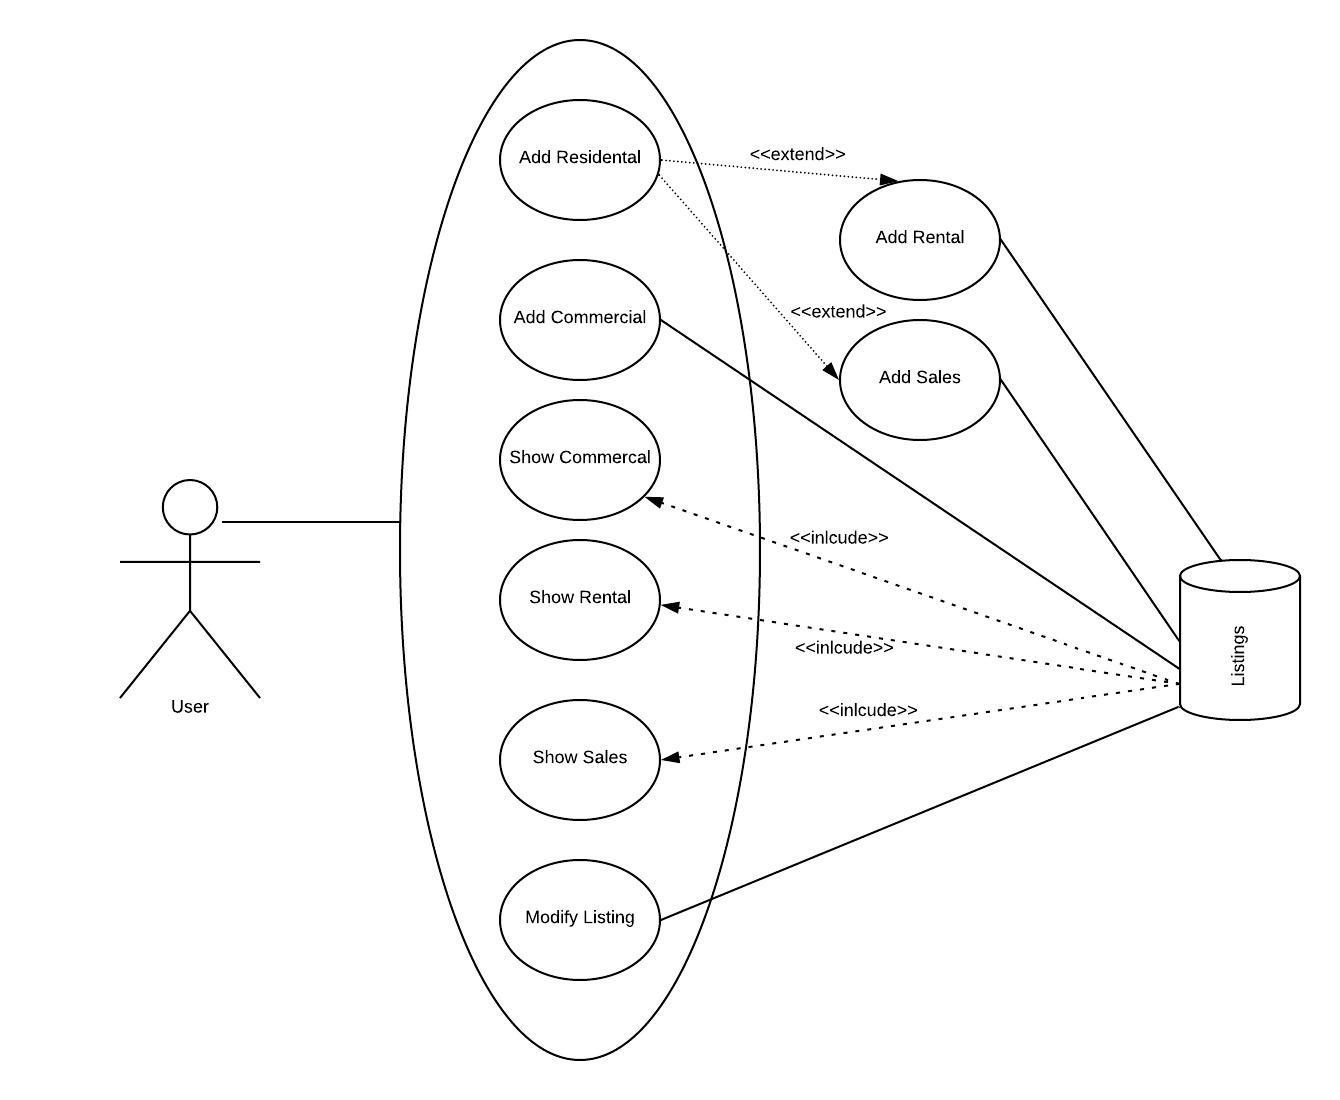 Add Residental
<<extend>>
Add Rental
Add Commercial
<<extend>>
Add Sales
Show Commercal
<<inlcude>>
Show Rental
<<inlcude>>
Listings
User
<<inlcude>>
Show Sales
Modify Listing